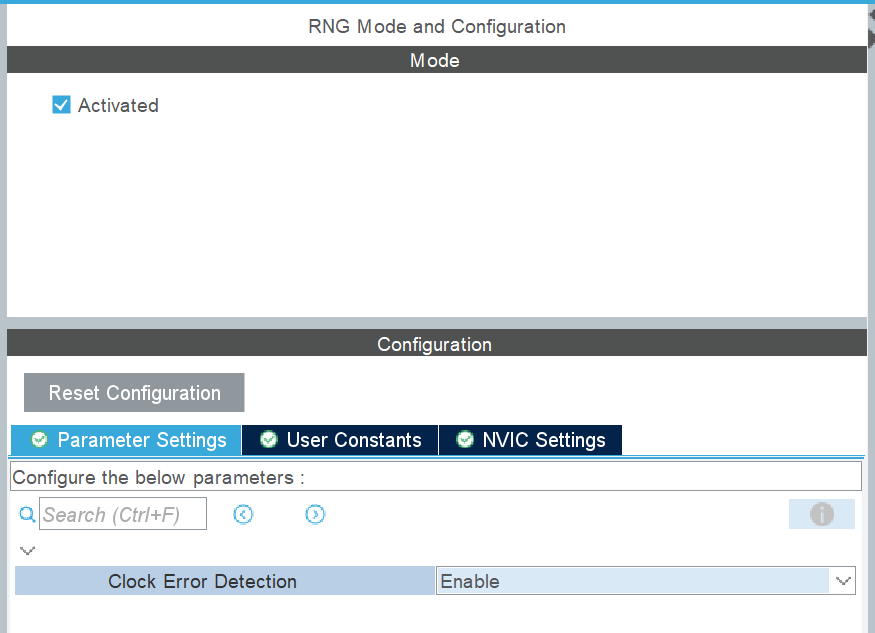 RNG Mode and Configuration
Mode
Activated
Configuration
Reset Configuration
Parameter Settings User Constants NVIC Settings
Configure the below parameters :
Search (Ctrl+F)
Clock Error Detection Enable